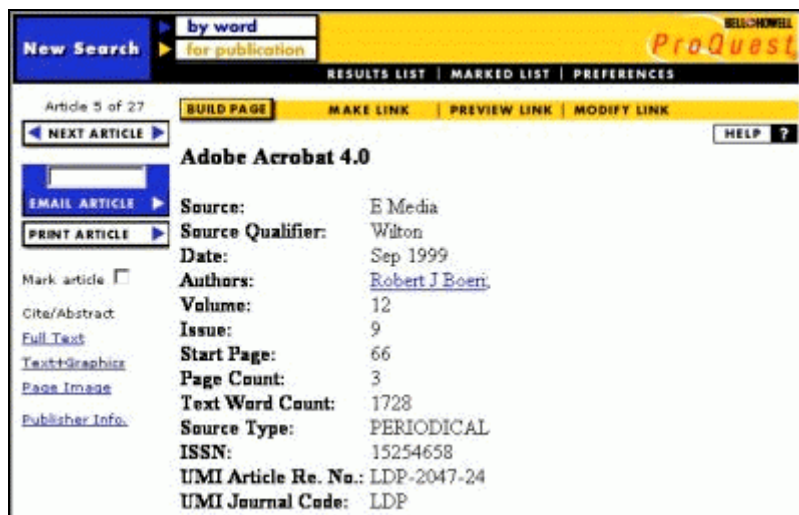 New Search
by word
for publication
BELL+HOWELL
ProQuest
RESULTS LIST | MARKED LIST | PREFERENCES
Article 5 of 27
NEXT ARTICLE
EMAIL ARTICLE
PRINT ARTICLE
Mark article
Cite/Abstract
Full Text
Text+Graphics
Page Image
Publisher Info.
BUILD PAGE MAKE LINK | PREVIEW LINK | MODIFY LINK
HELP ?
Adobe Acrobat 4.0
Source: E Media
Source Qualifier: Wilton
Date: Sep 1999
Authors: Robert J Boeri,
Volume: 12
Issue: 9
Start Page: 66
Page Count: 3
Text Word Count: 1728
Source Type: PERIODICAL
ISSN: 15254658
UMI Article Re. No.: LDP-2047-24
UMI Journal Code: LDP